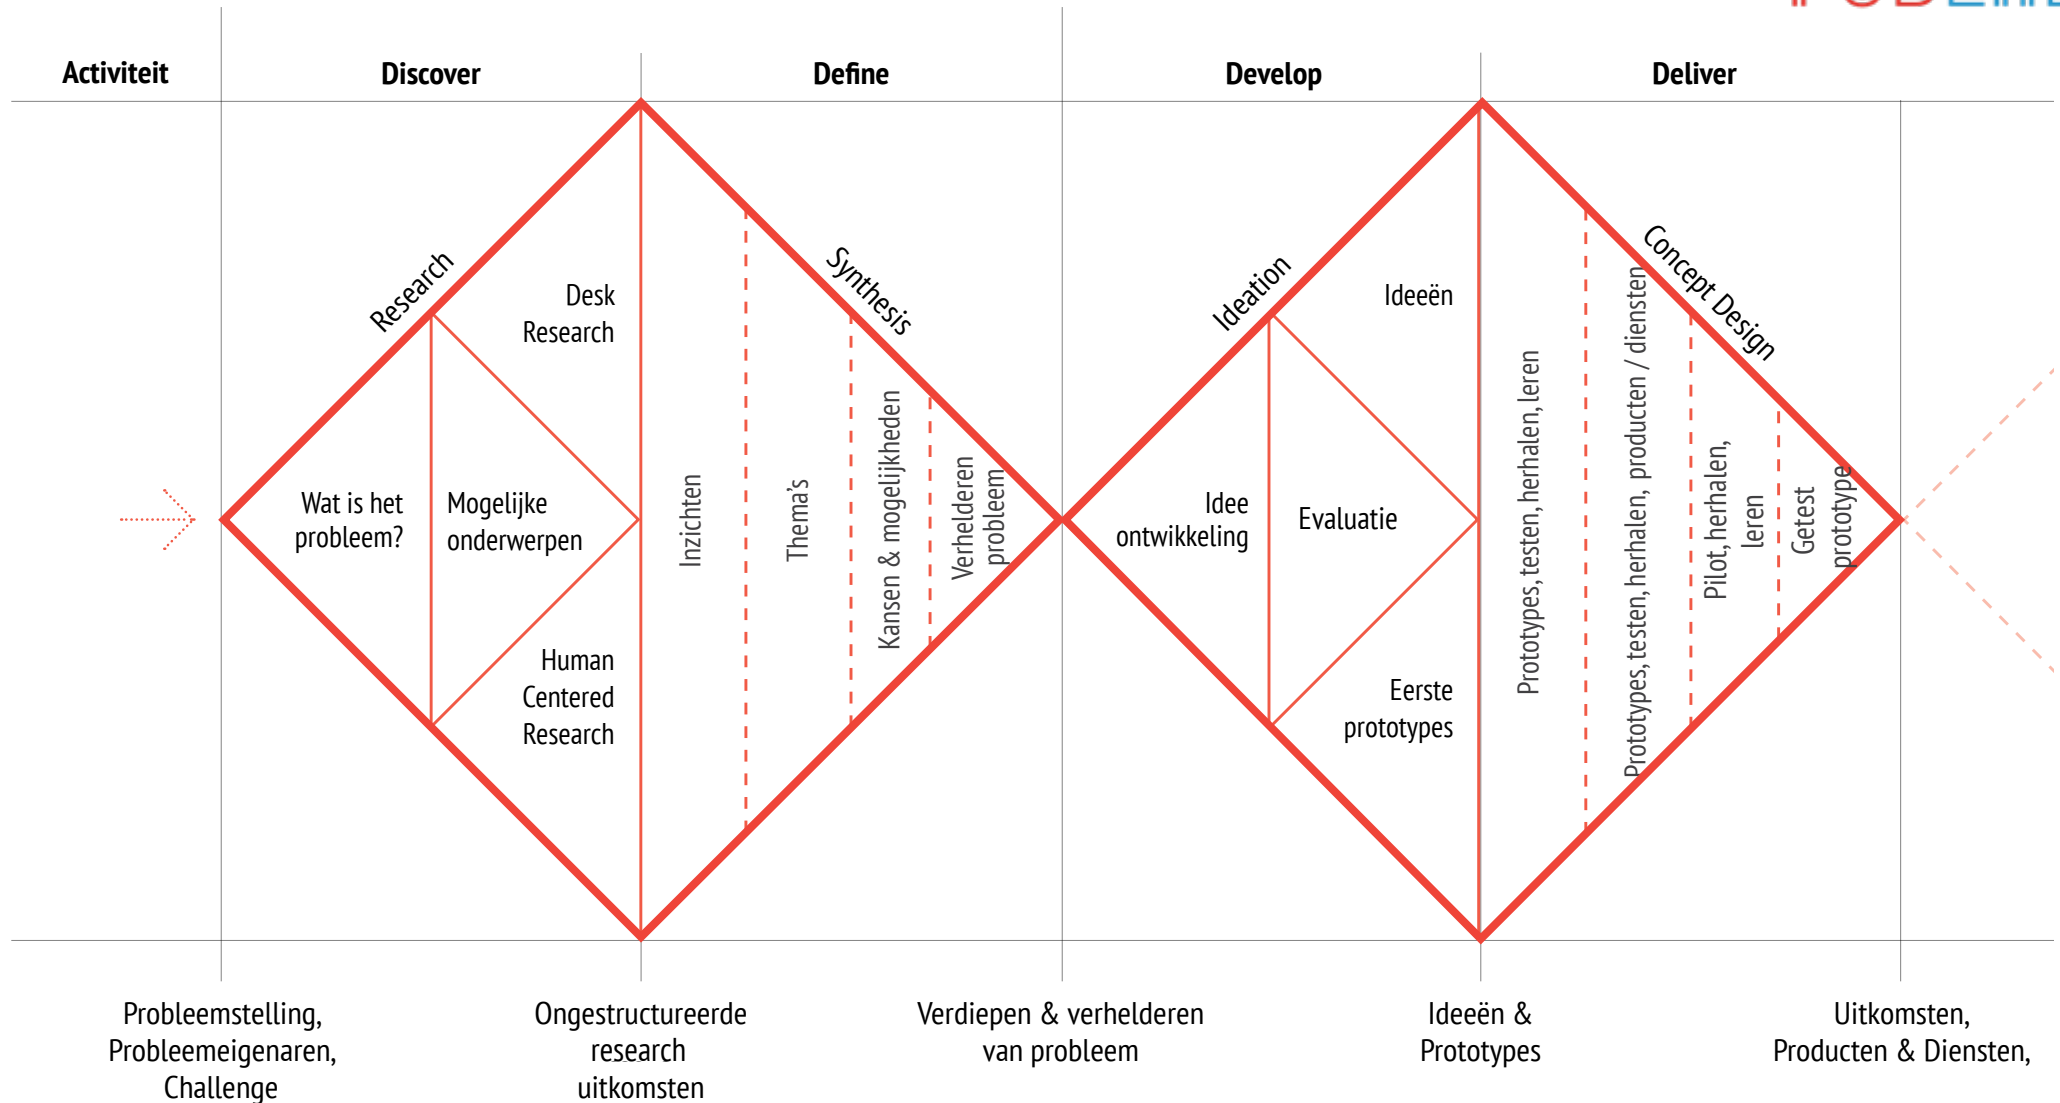 Activiteit
Discover
Define
Develop
Deliver
Research
Desk
Research
Wat is het
probleem?
Mogelijke
onderwerpen
Human
Centered
Research
Synthesis
Inzichten
Thema's
Kansen & mogelijkheden
Verhelderen
probleem
Ideation
Ideeën
Idee
ontwikkeling
Evaluatie
Eerste
prototypes
Concept Design
Prototypes, testen, herhalen, leren
Prototypes, testen, herhalen, producten / diensten
Pilot, herhalen,
leren
Getest
prototype
Probleemstelling,
Probleemeigenaren,
Challenge
Ongestructureerde
research
uitkomsten
Verdiepen & verhelderen
van probleem
Ideeën &
Prototypes
Uitkomsten,
Producten & Diensten,